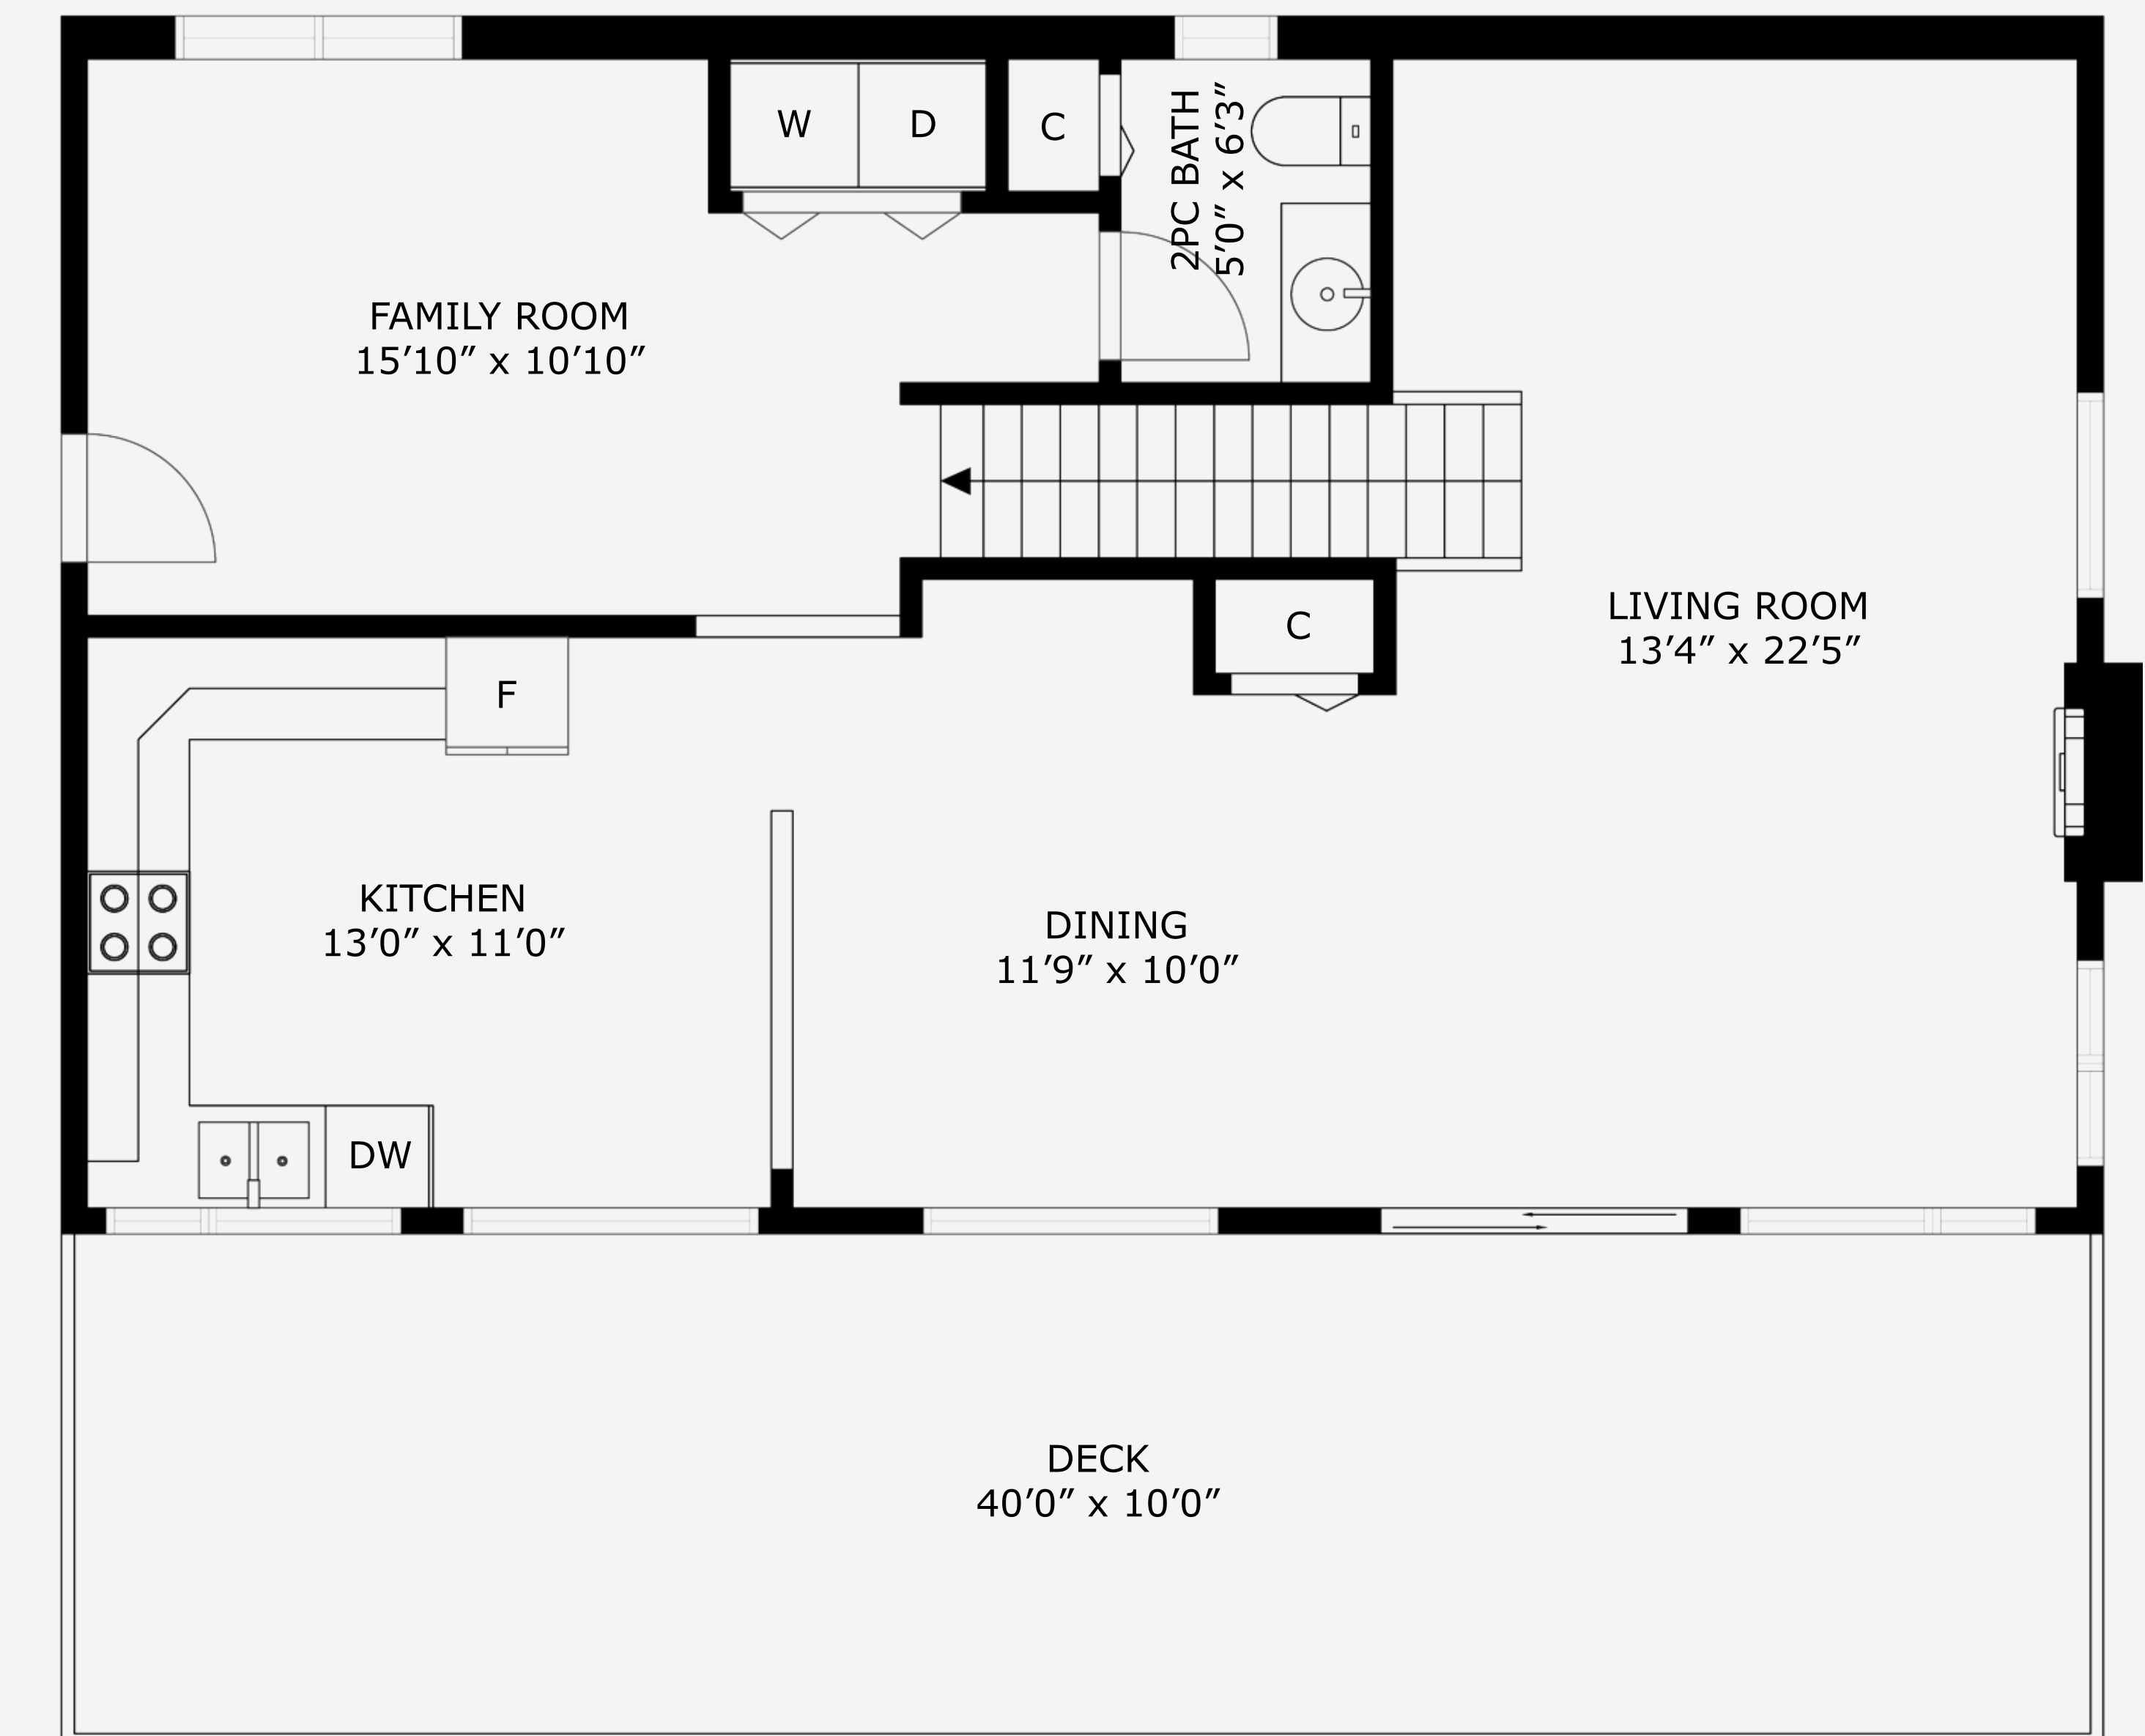 W
D
C
2PC BATH
5'0" x 6'3"
FAMILY ROOM
15'10" x 10'10"
C
LIVING ROOM
13'4" x 22'5"
F
KITCHEN
13'0" x 11'0"
DINING
11'9" x 10'0"
DW
DECK
40'0" x 10'0"